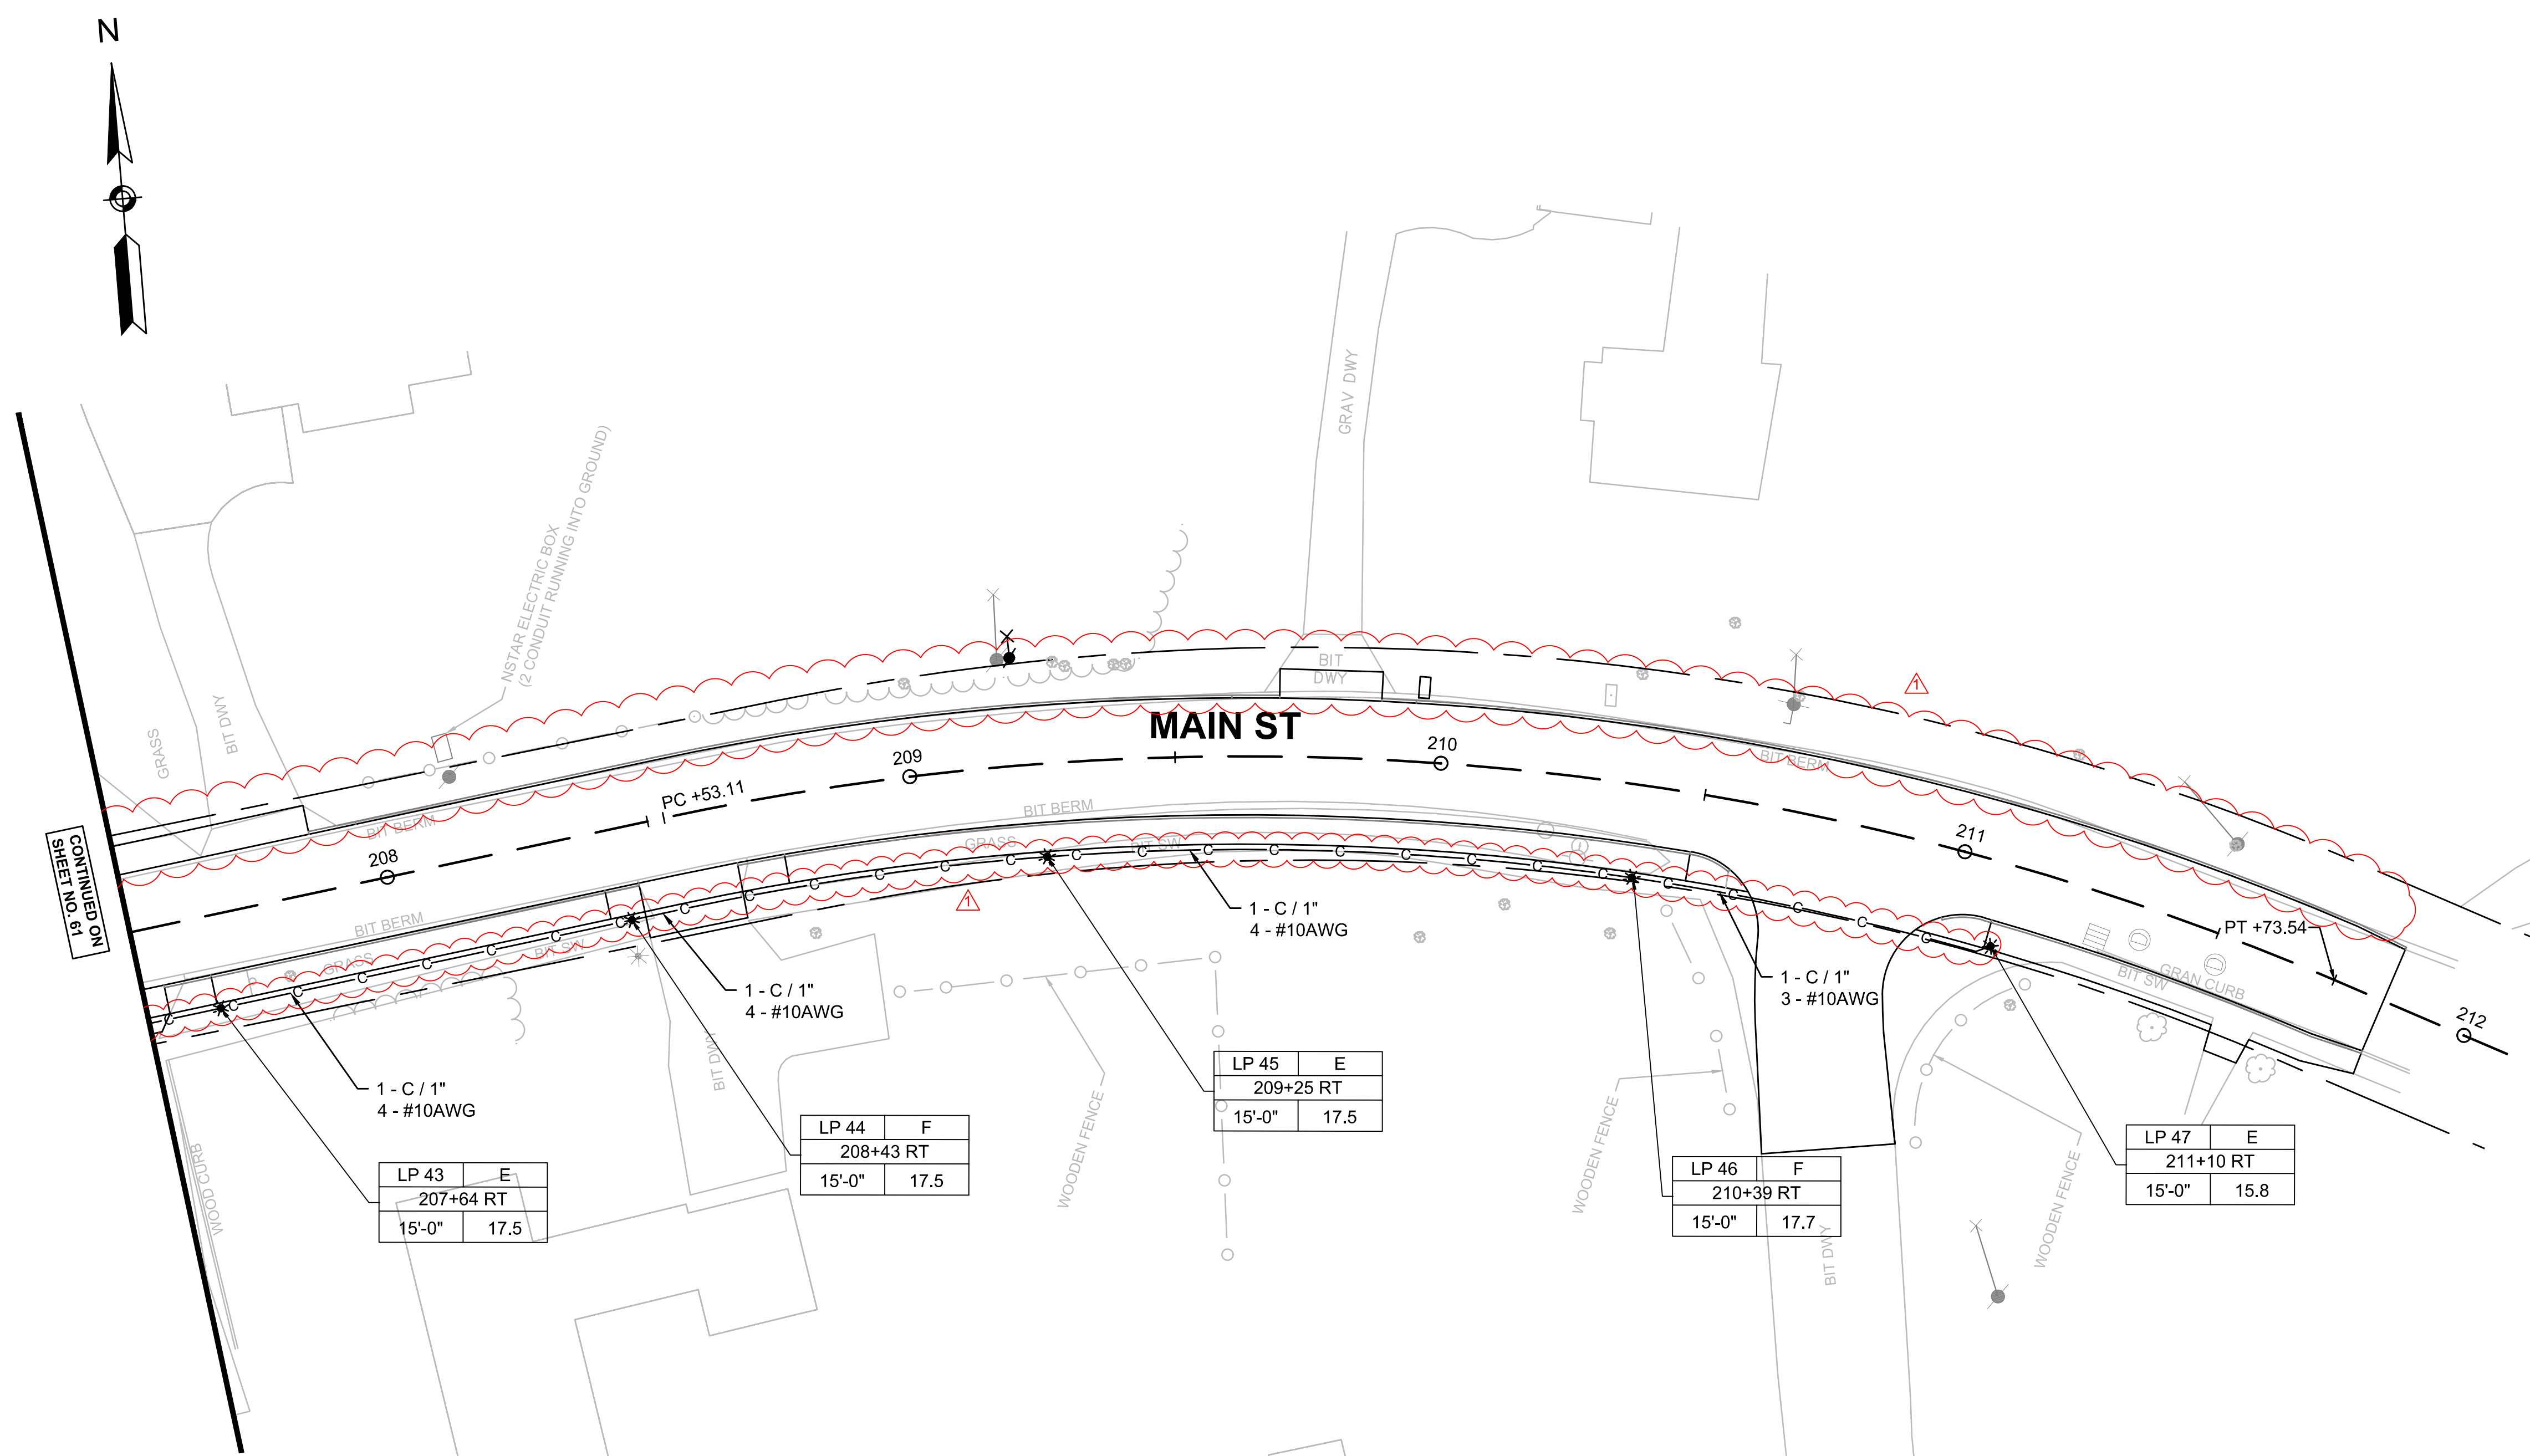 N
GRASS
BIT DWY
NSTAR ELECTRIC BOX
(2 CONDUIT RUNNING INTO GROUND)
GRAV DWY
BIT
DWY
MAIN ST
1
BIT BERM
208
PC +53.11
209
210
211
212
PT +73.54
BIT BERM
CONTINUED ON
SHEET NO. 61
BIT BERM
BIT BERM
GRASS
BIT SW
GRASS
BIT SW
1
GRAN CURB
BIT SW
C C C C C C C C C C C C C C C C C C C C C C C C C C C C
1 - C / 1"
4 - #10AWG
1 - C / 1"
4 - #10AWG
1 - C / 1"
4 - #10AWG
1 - C / 1"
3 - #10AWG
WOOD CURB
BIT DWY
WOODEN FENCE
WOODEN FENCE
BIT DWY
WOODEN FENCE
LP 43 E
207+64 RT
15'-0" 17.5
LP 44 F
208+43 RT
15'-0" 17.5
LP 45 E
209+25 RT
15'-0" 17.5
LP 46 F
210+39 RT
15'-0" 17.7
LP 47 E
211+10 RT
15'-0" 15.8